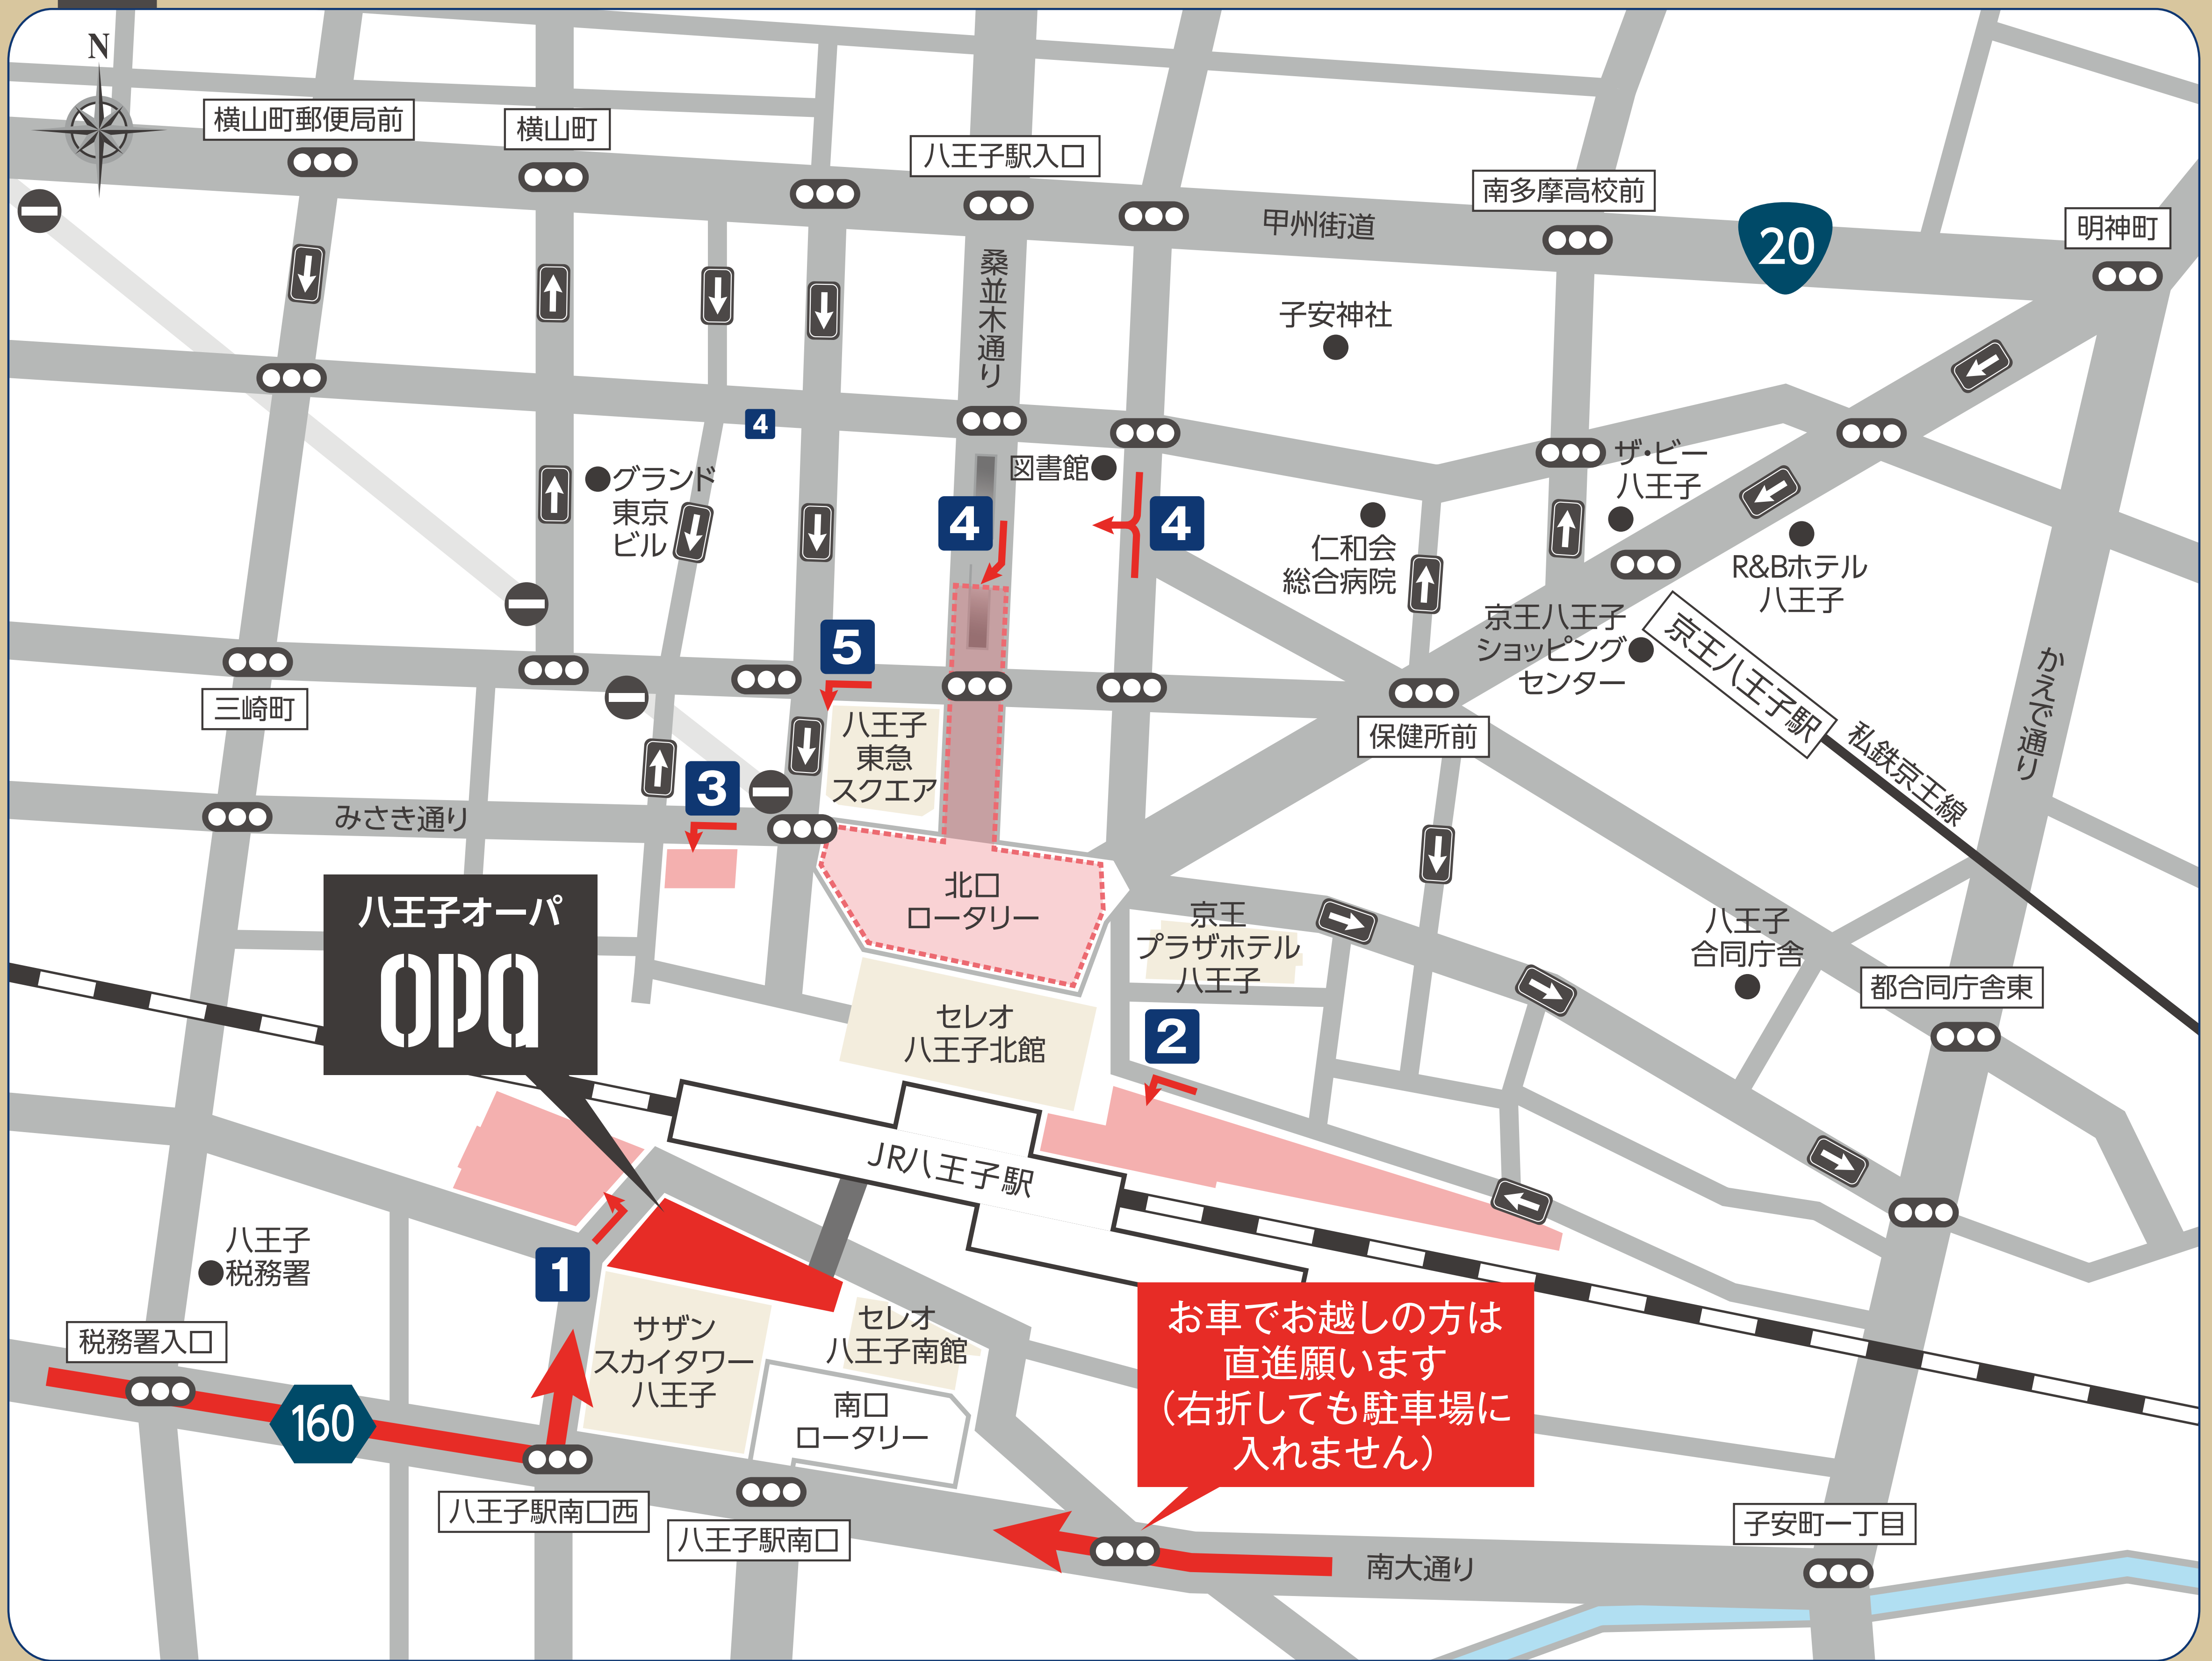 N
横山町郵便局前
横山町
八王子駅入口
南多摩高校前
明神町
甲州街道
20
桑並木通り
子安神社
4
図書館
グランド
東京
ビル
4
4
ザ・ビー
八王子
R&Bホテル
八王子
仁和会
総合病院
京王八王子
ショッピング
センター
京王八王子駅
私鉄京王線
かえで通り
5
三崎町
八王子
東急
スクエア
保健所前
3
みさき通り
北口
ロータリー
京王
プラザホテル
八王子
八王子
合同庁舎
都合同庁舎東
八王子オーパ
OPA
セレオ
八王子北館
2
JR八王子駅
八王子
税務署
1
税務署入口
サザン
スカイタワー
八王子
セレオ
八王子南館
南口
ロータリー
お車でお越しの方は
直進願います
（右折しても駐車場に
入れません）
160
八王子駅南口西
八王子駅南口
南大通り
子安町一丁目